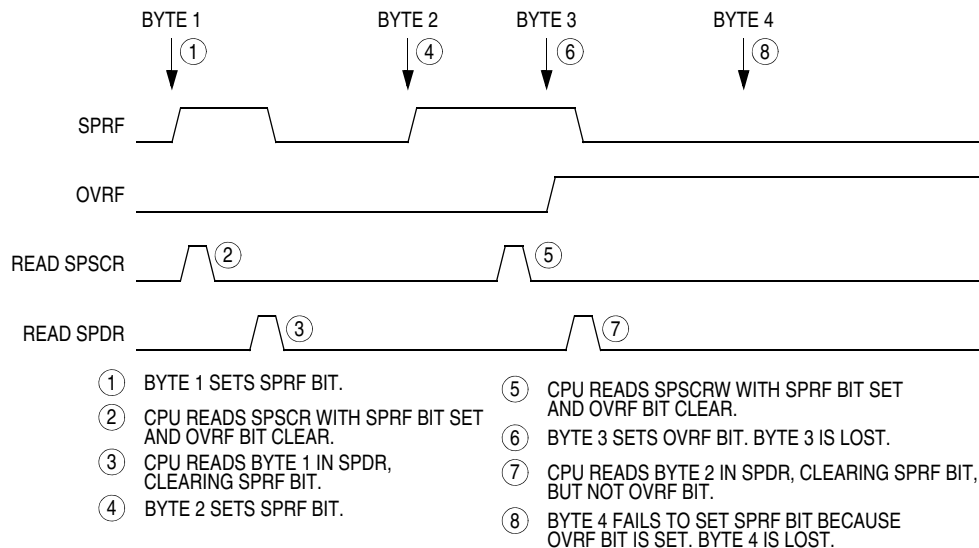 BYTE 1 BYTE 2 BYTE 3 BYTE 4
1 4 6 8
SPRF
OVRF
READ SPSCR 2 5
READ SPDR 3 7
1 BYTE 1 SETS SPRF BIT.
2 CPU READS SPSCR WITH SPRF BIT SET
AND OVRF BIT CLEAR.
3 CPU READS BYTE 1 IN SPDR,
CLEARING SPRF BIT.
4 BYTE 2 SETS SPRF BIT.
5 CPU READS SPSCRW WITH SPRF BIT SET
AND OVRF BIT CLEAR.
6 BYTE 3 SETS OVRF BIT. BYTE 3 IS LOST.
7 CPU READS BYTE 2 IN SPDR, CLEARING SPRF BIT,
BUT NOT OVRF BIT.
8 BYTE 4 FAILS TO SET SPRF BIT BECAUSE
OVRF BIT IS SET. BYTE 4 IS LOST.